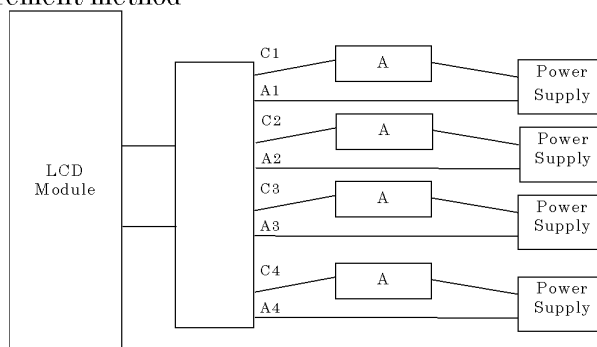 LCD
Module
C1
A
Power
Supply
A1
C2
A
Power
Supply
A2
C3
A
Power
Supply
A3
C4
A
Power
Supply
A4